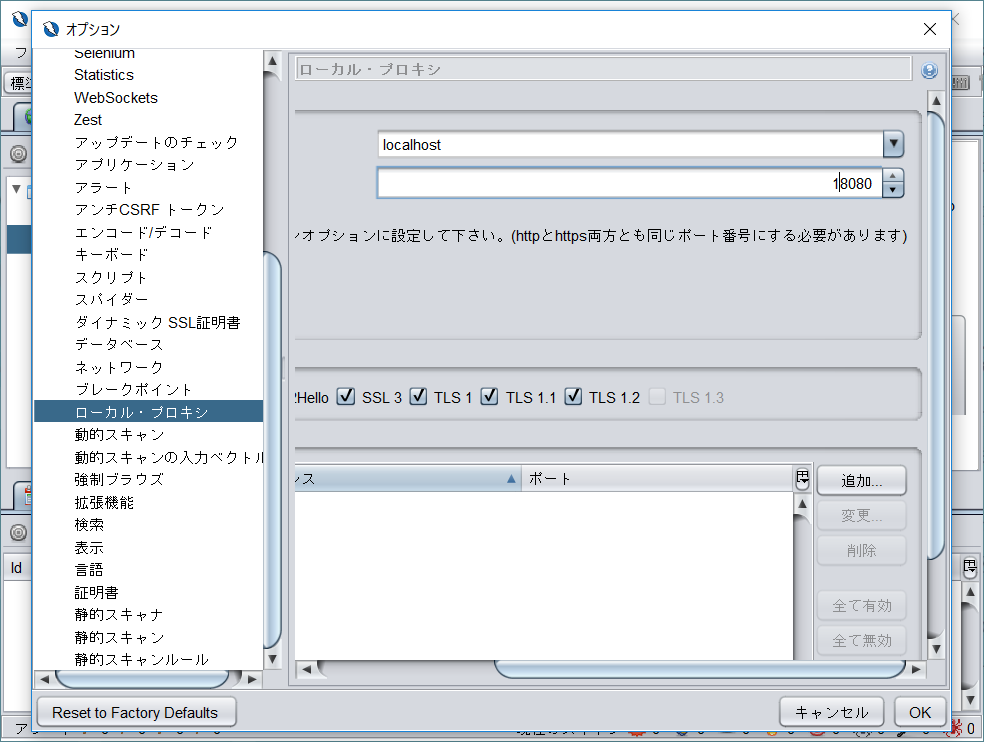 オプション
フ
標準
Selenium
Statistics
WebSockets
Zest
アップデートのチェック
アプリケーション
アラート
アンチCSRF トークン
エンコード/デコード
キーボード
スクリプト
スパイダー
ダイナミック SSL証明書
データベース
ネットワーク
ブレークポイント
ローカル・プロキシ
動的スキャン
動的スキャンの入力ベクトル
強制ブラウズ
拡張機能
検索
表示
言語
証明書
静的スキャナ
静的スキャン
静的スキャンルール
ローカル・プロキシ
localhost
18080
ンオプションに設定して下さい。(httpとhttps両方とも同じポート番号にする必要があります)
2Hello SSL 3 TLS 1 TLS 1.1 TLS 1.2 TLS 1.3
レス ポート
追加...
変更...
削除
全て有効
全て無効
Id
Reset to Factory Defaults キャンセル OK
0